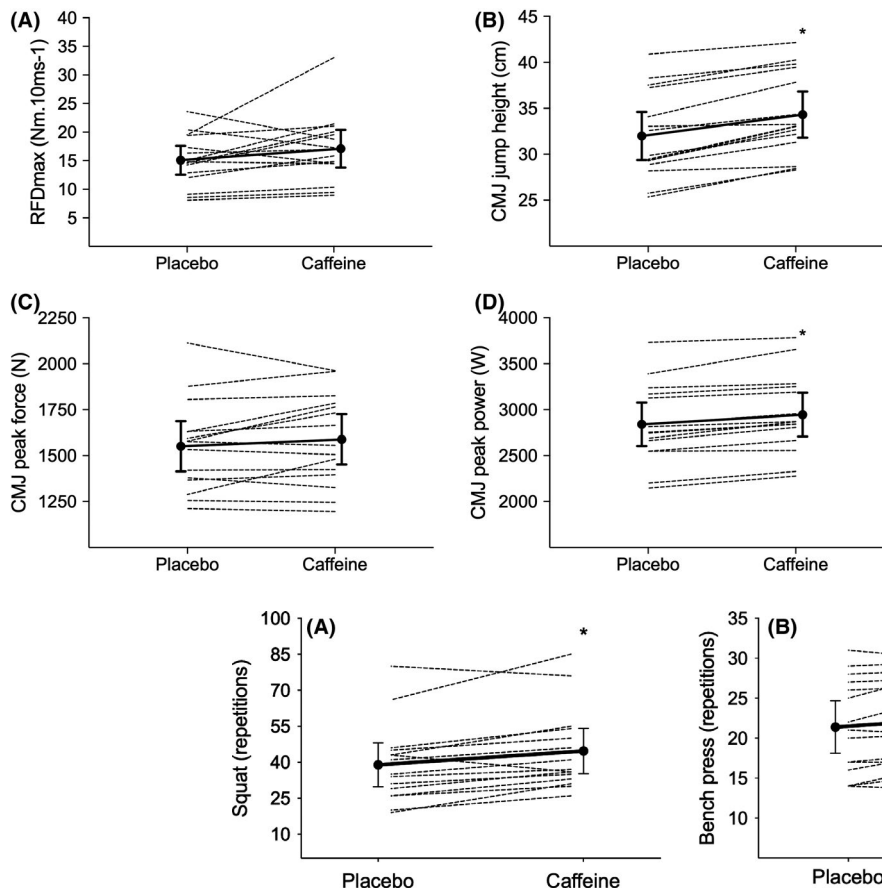 (A)
RFDmax (Nm.10ms-1)
40
35
30
25
20
15
10
5
Placebo
Caffeine
(B)
CMJ jump height (cm)
45
40
35
30
25
*
Placebo
Caffeine
(C)
CMJ peak force (N)
2250
2000
1750
1500
1250
Placebo
Caffeine
(D)
CMJ peak power (W)
4000
3500
3000
2500
2000
*
Placebo
Caffeine
(A)
Squat (repetitions)
100
85
70
55
40
25
10
*
Placebo
Caffeine
(B)
Bench press (repetitions)
35
30
25
20
15
10
Placebo